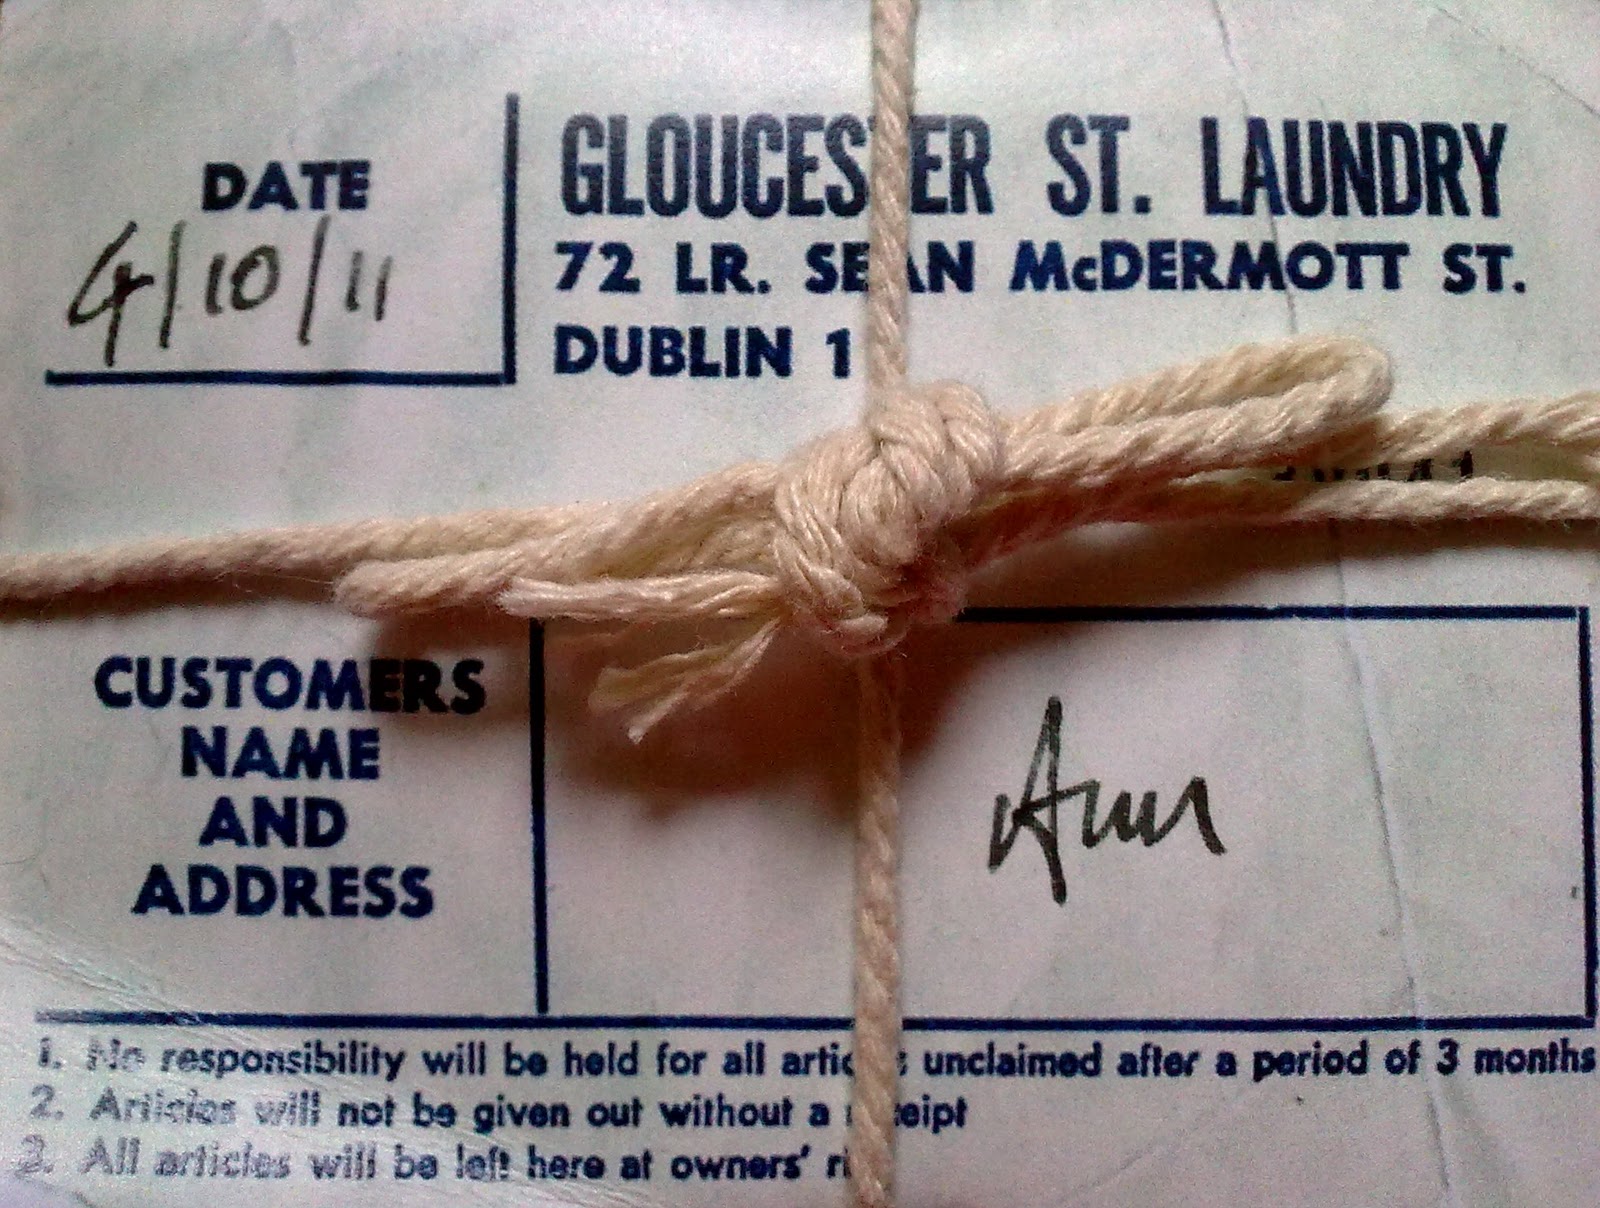 DATE
4/10/11
GLOUCESTER ST. LAUNDRY
72 LR. SEAN McDERMOTT ST.
DUBLIN 1
CUSTOMERS
NAME
AND
ADDRESS
Ann
1. No responsibility will be held for all articles unclaimed after a period of 3 months
2. Articles will not be given out without a receipt
3. All articles will be left here at owners'